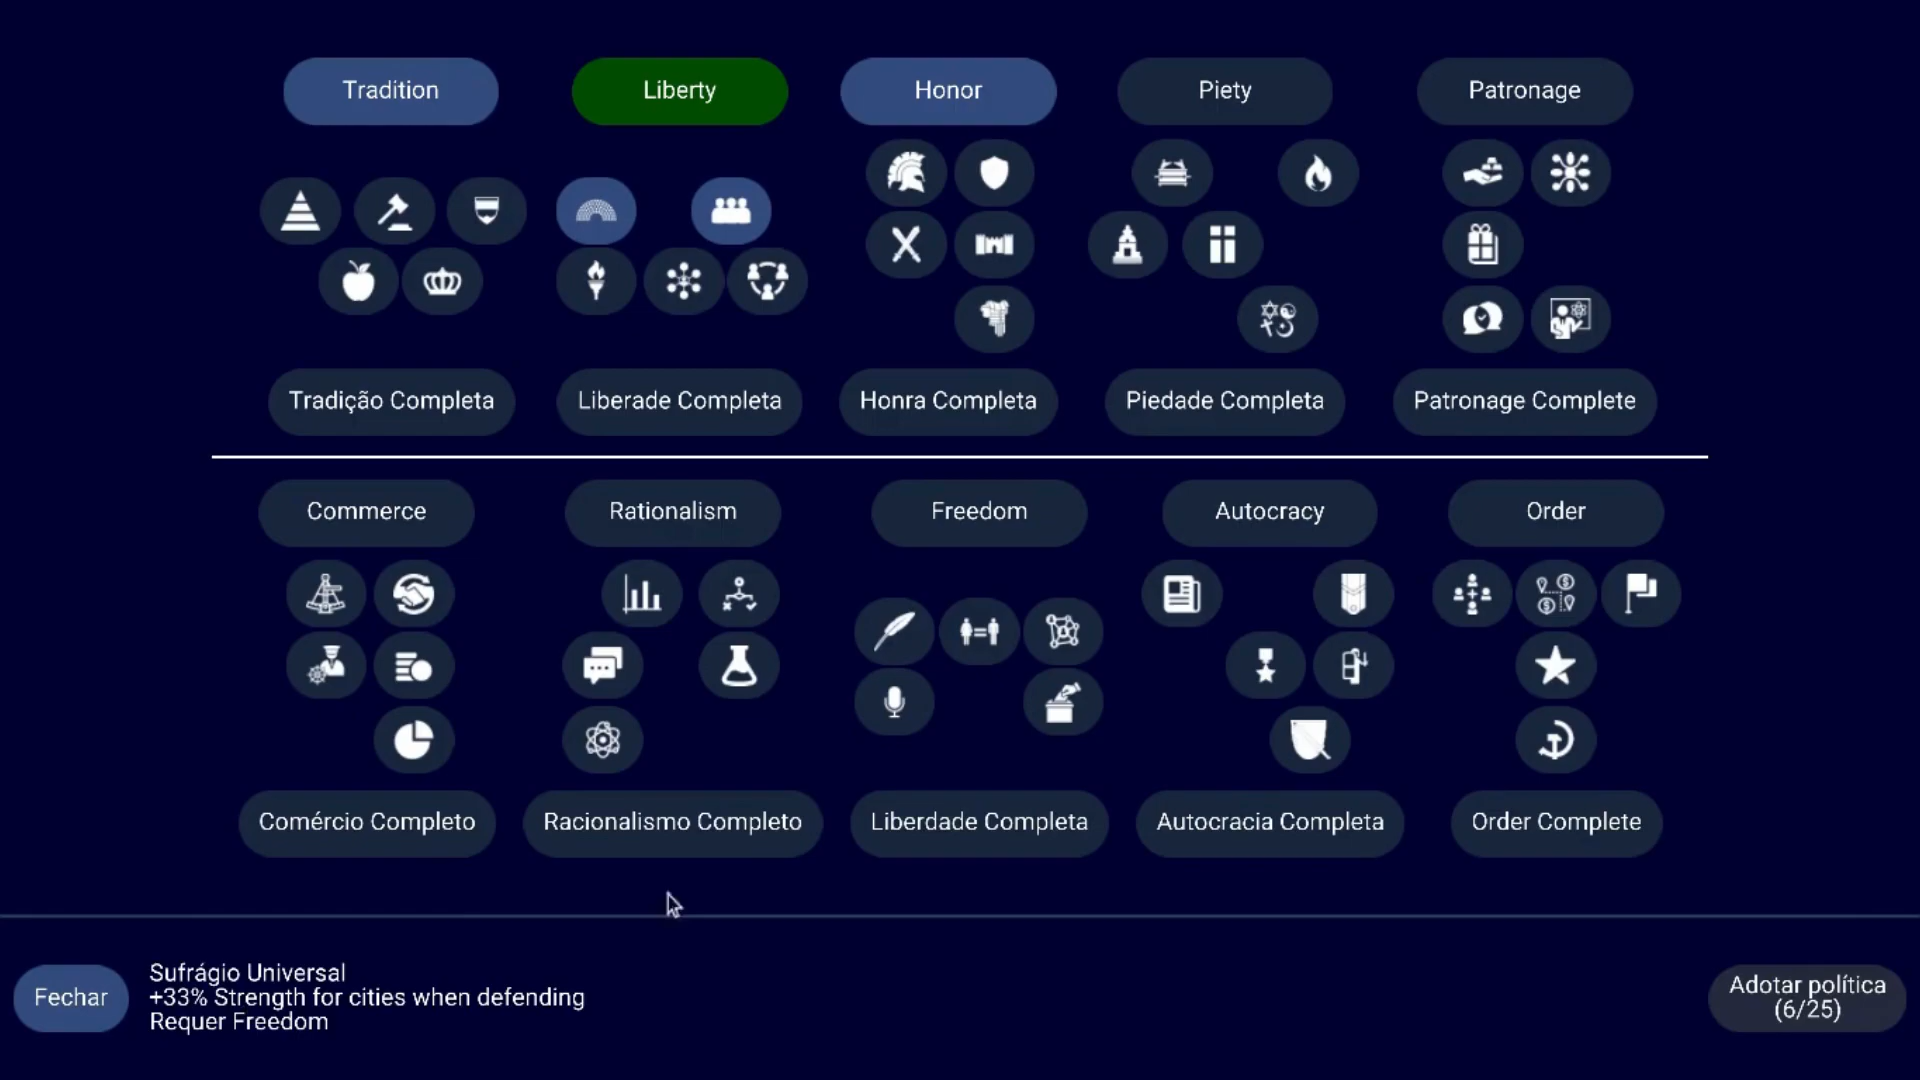 Tradition
Liberty
Honor
Piety
Patronage
Tradição Completa
Liberade Completa
Honra Completa
Piedade Completa
Patronage Complete
Commerce
Rationalism
Freedom
Autocracy
Order
Comércio Completo
Racionalismo Completo
Liberdade Completa
Autocracia Completa
Order Complete
Fechar
Sufrágio Universal
+33% Strength for cities when defending
Requer Freedom
Adotar política
(6/25)